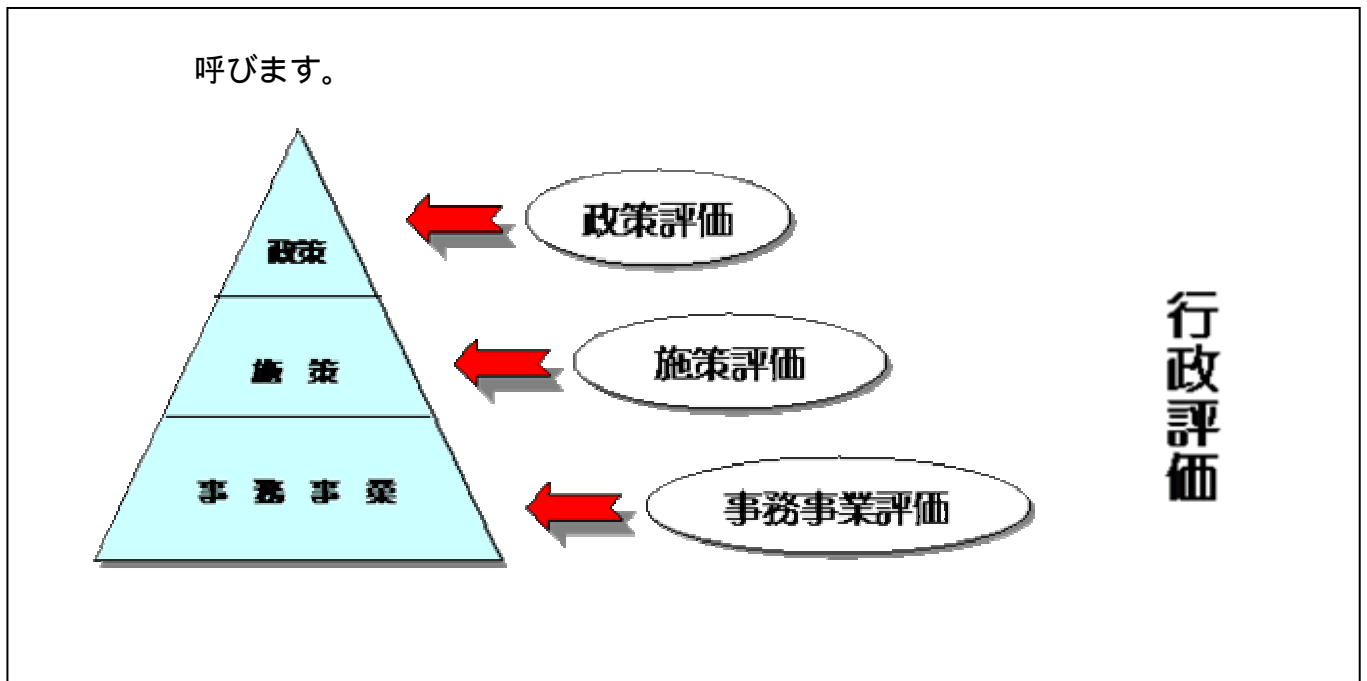 呼びます。
政策
政策評価
施 策
施策評価
事 務 事 業
事務事業評価
行政評価